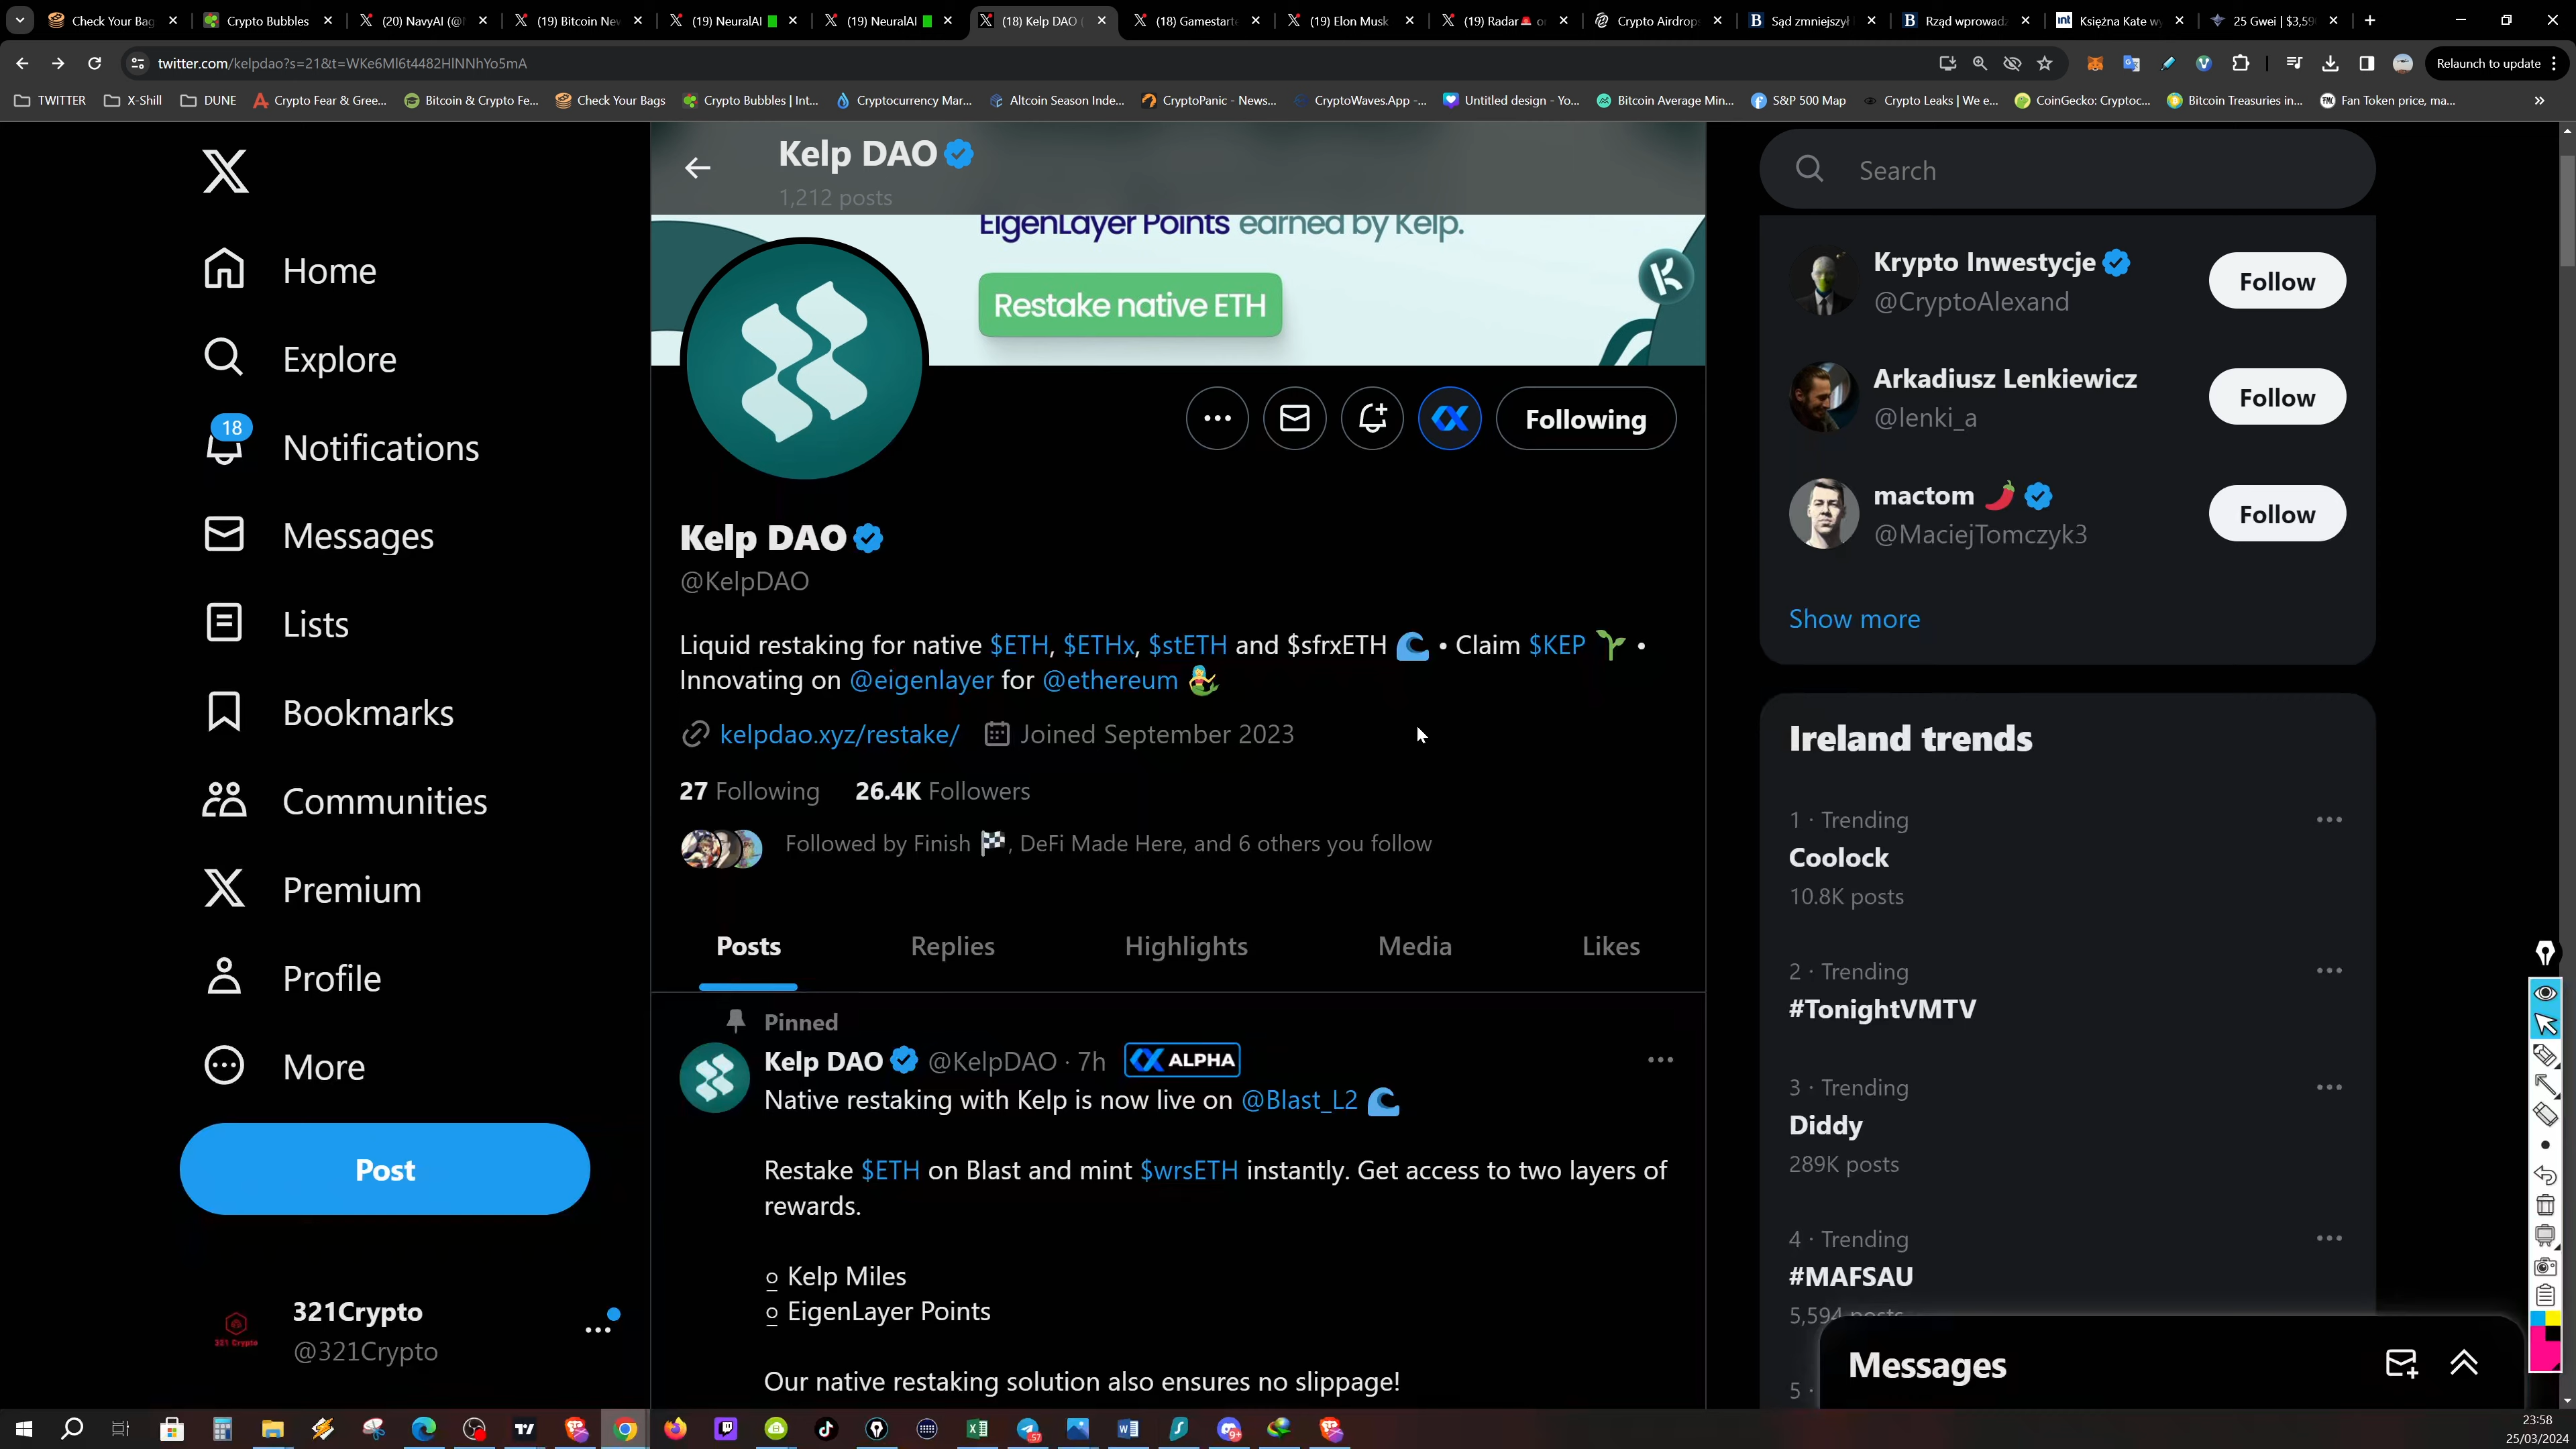 Check Your Bag
Crypto Bubbles
(20) NavyAI (@N
(19) Bitcoin Nev
(19) NeuralAI
(19) NeuralAI
(18) Kelp DAO (
(18) Gamestarte
(19) Elon Musk
(19) Radar🚨 o
Crypto Airdrop
Sąd zmniejszył
Rząd wprowadz
Księżna Kate w
25 Gwei | $3,59
twitter.com/kelpdao?s=21&t=WKe6Ml6t4482HlNNhYo5mA
Relaunch to update
TWITTER
X-Shill
DUNE
Crypto Fear & Gree...
Bitcoin & Crypto Fe...
Check Your Bags
Crypto Bubbles | Int...
Cryptocurrency Mar...
Altcoin Season Inde...
CryptoPanic - News...
CryptoWaves.App -...
Untitled design - Yo...
Bitcoin Average Min...
S&P 500 Map
Crypto Leaks | We e...
CoinGecko: Cryptoc...
Bitcoin Treasuries in...
Fan Token price, ma...
Home
Explore
18
Notifications
Messages
Lists
Bookmarks
Communities
Premium
Profile
More
Post
321Crypto
@321Crypto
Kelp DAO
1,212 posts
EigenLayer Points earned by Kelp.
Restake native ETH
Following
Kelp DAO
@KelpDAO
Liquid restaking for native $ETH, $ETHx, $stETH and $sfrxETH 🌊 • Claim $KEP 🌱 •
Innovating on @eigenlayer for @ethereum 🧜‍♀️
kelpdao.xyz/restake/ Joined September 2023
27 Following 26.4K Followers
Followed by Finish 🏁, DeFi Made Here, and 6 others you follow
Posts Replies Highlights Media Likes
Pinned
Kelp DAO @KelpDAO · 7h ALPHA
Native restaking with Kelp is now live on @Blast_L2 🌊
Restake $ETH on Blast and mint $wrsETH instantly. Get access to two layers of
rewards.
o Kelp Miles
o EigenLayer Points
Our native restaking solution also ensures no slippage!
Search
Krypto Inwestycje
@CryptoAlexand
Follow
Arkadiusz Lenkiewicz
@lenki_a
Follow
mactom 🌶️
@MaciejTomczyk3
Follow
Show more
Ireland trends
1 · Trending
Coolock
10.8K posts
2 · Trending
#TonightVMTV
3 · Trending
Diddy
289K posts
4 · Trending
#MAFSAU
5,594 posts
5 ·
Messages
23:58
25/03/2024